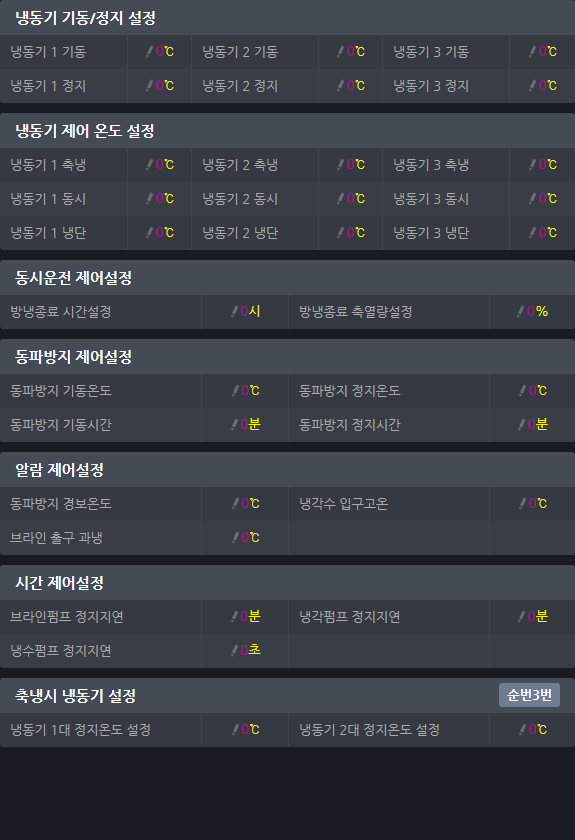 냉동기 기동/정지 설정
냉동기 1 기동 0℃ 냉동기 2 기동 0℃ 냉동기 3 기동 0℃
냉동기 1 정지 0℃ 냉동기 2 정지 0℃ 냉동기 3 정지 0℃
냉동기 제어 온도 설정
냉동기 1 축냉 0℃ 냉동기 2 축냉 0℃ 냉동기 3 축냉 0℃
냉동기 1 동시 0℃ 냉동기 2 동시 0℃ 냉동기 3 동시 0℃
냉동기 1 냉단 0℃ 냉동기 2 냉단 0℃ 냉동기 3 냉단 0℃
동시운전 제어설정
방냉종료 시간설정 0시 방냉종료 축열량설정 0%
동파방지 제어설정
동파방지 기동온도 0℃ 동파방지 정지온도 0℃
동파방지 기동시간 0분 동파방지 정지시간 0분
알람 제어설정
동파방지 경보온도 0℃ 냉각수 입구고온 0℃
브라인 출구 과냉 0℃
시간 제어설정
브라인펌프 정지지연 0분 냉각펌프 정지지연 0분
냉수펌프 정지지연 0초
축냉시 냉동기 설정 순번3번
냉동기 1대 정지온도 설정 0℃ 냉동기 2대 정지온도 설정 0℃